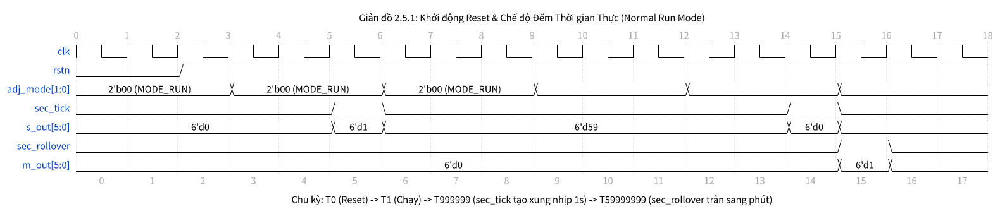 Giản đồ 2.5.1: Khởi động Reset & Chế độ Đếm Thời gian Thực (Normal Run Mode)
0 1 2 3 4 5 6 7 8 9 10 11 12 13 14 15 16 17 18
clk
rstn
adj_mode[1:0] 2'b00 (MODE_RUN) 2'b00 (MODE_RUN) 2'b00 (MODE_RUN)
sec_tick
s_out[5:0] 6'd0 6'd1 6'd59 6'd0
sec_rollover
m_out[5:0] 6'd0 6'd1
0 1 2 3 4 5 6 7 8 9 10 11 12 13 14 15 16 17
Chu kỳ: T0 (Reset) -> T1 (Chạy) -> T999999 (sec_tick tạo xung nhịp 1s) -> T59999999 (sec_rollover tràn sang phút)